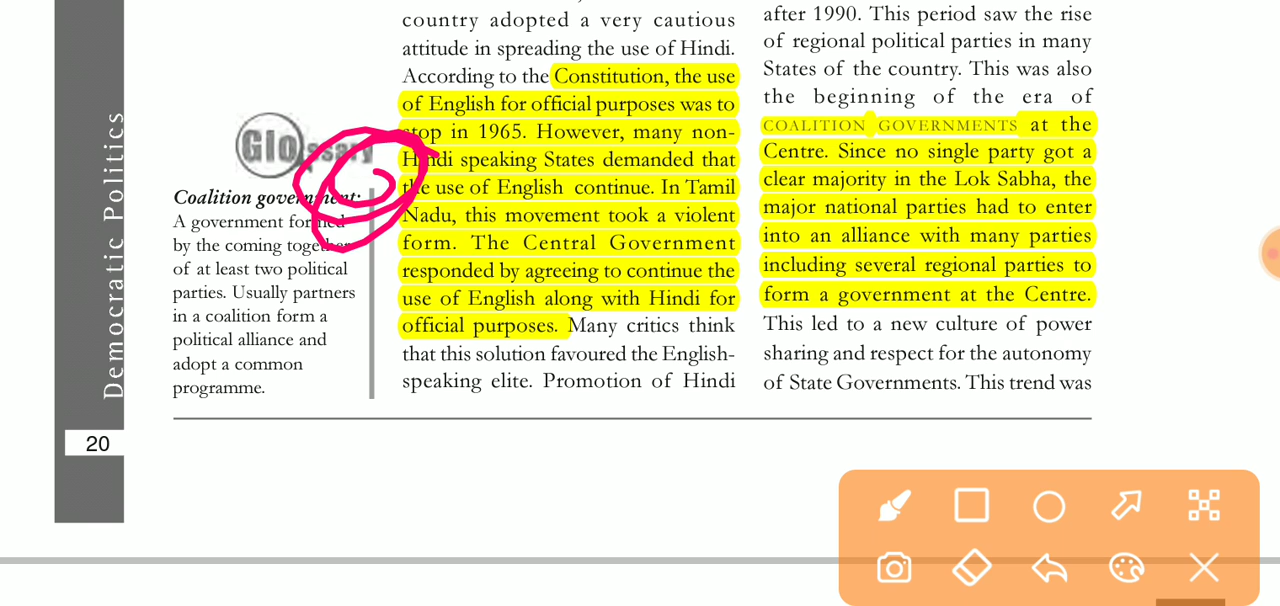 country adopted a very cautious
attitude in spreading the use of Hindi.
According to the Constitution, the use
of English for official purposes was to
stop in 1965. However, many non-
Hindi speaking States demanded that
the use of English continue. In Tamil
Nadu, this movement took a violent
form. The Central Government
responded by agreeing to continue the
use of English along with Hindi for
official purposes. Many critics think
that this solution favoured the English-
speaking elite. Promotion of Hindi
after 1990. This period saw the rise
of regional political parties in many
States of the country. This was also
the beginning of the era of
COALITION GOVERNMENTS at the
Centre. Since no single party got a
clear majority in the Lok Sabha, the
major national parties had to enter
into an alliance with many parties
including several regional parties to
form a government at the Centre.
This led to a new culture of power
sharing and respect for the autonomy
of State Governments. This trend was
Glossary
Coalition government:
A government formed
by the coming together
of at least two political
parties. Usually partners
in a coalition form a
political alliance and
adopt a common
programme.
Democratic Politics
20